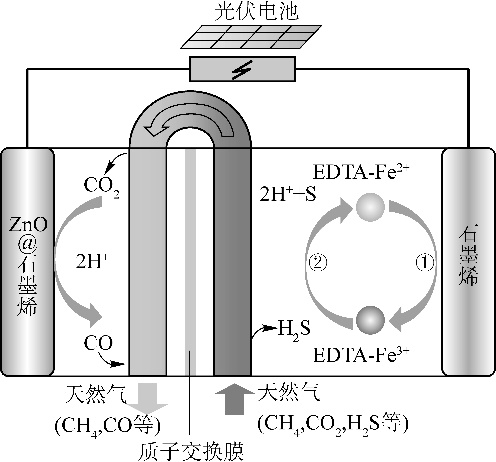 光伏电池
CO₂
2H⁺
CO
ZnO
@
石
墨
烯
2H⁺—S
EDTA-Fe²⁺
②
①
H₂S
EDTA-Fe³⁺
石
墨
烯
天然气
(CH₄,CO等)
质子交换膜
天然气
(CH₄,CO₂,H₂S等)